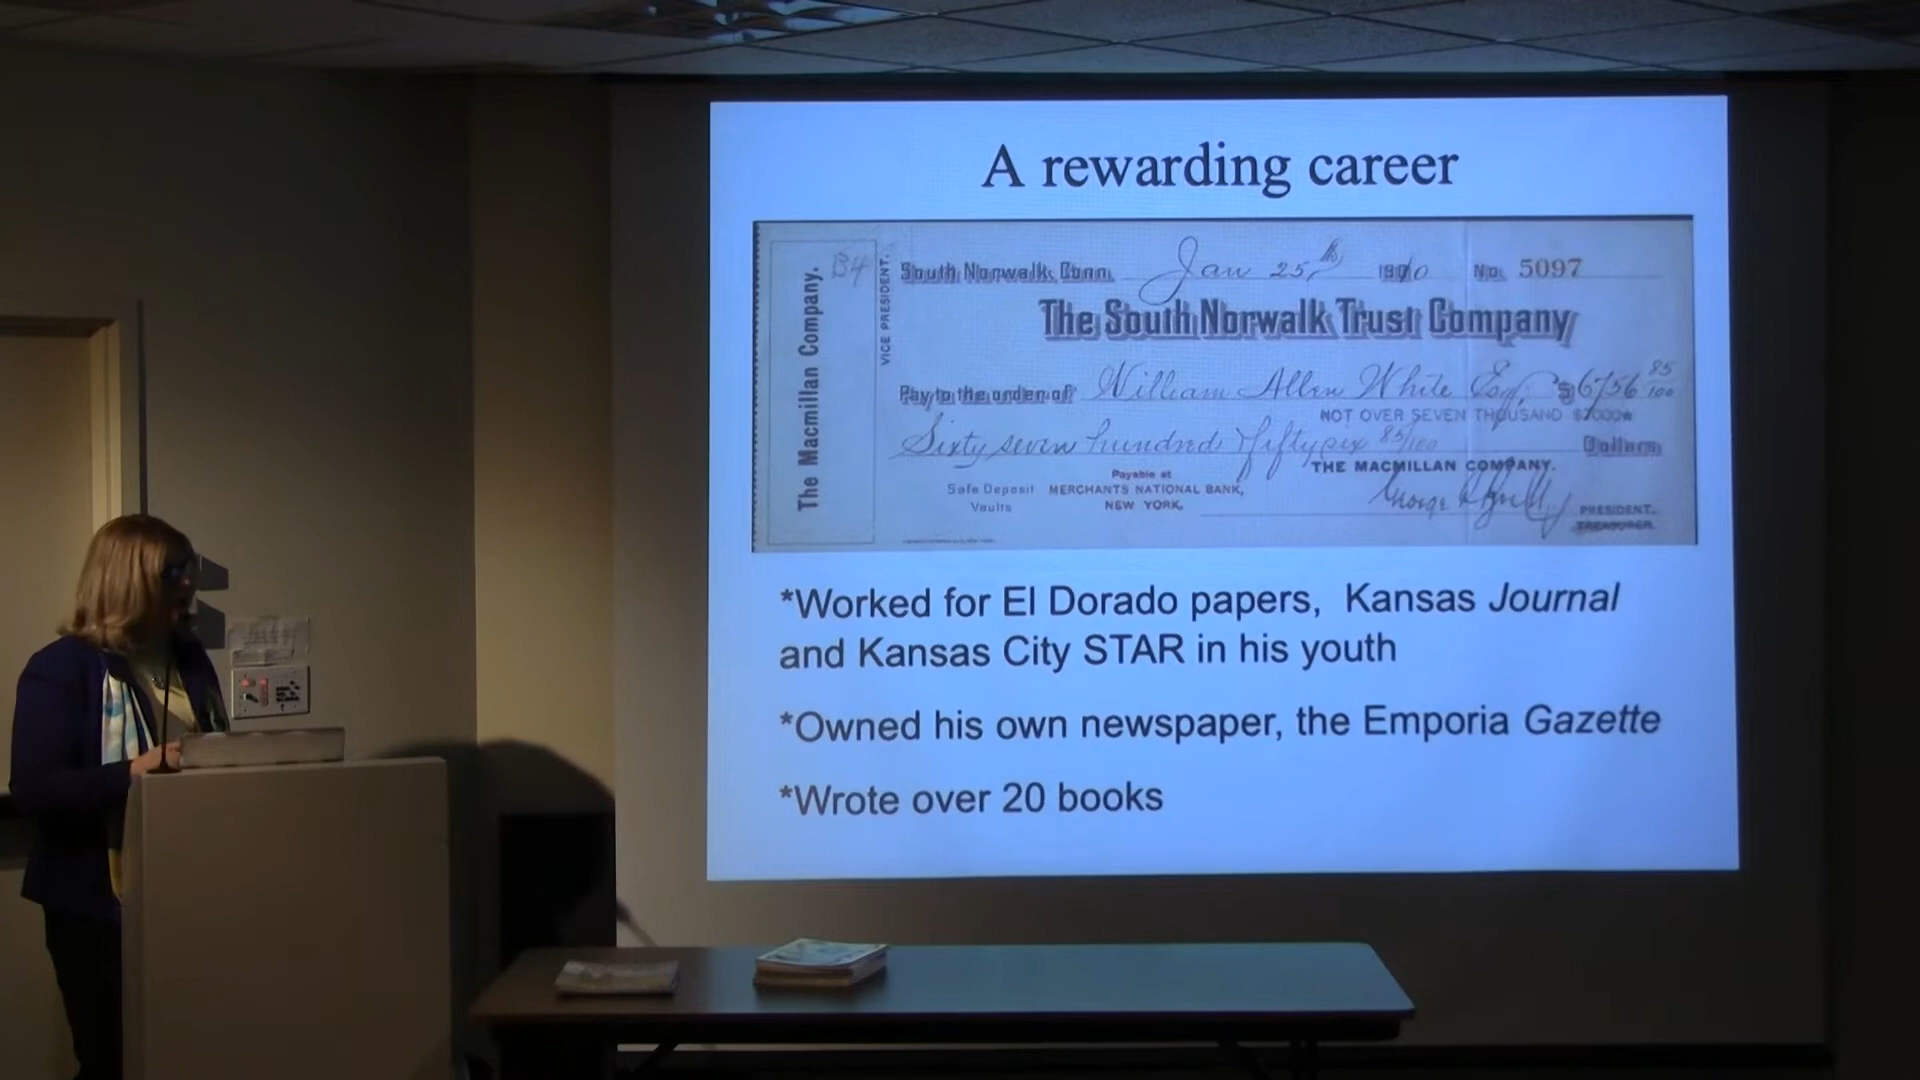 A rewarding career
The Macmillan Company.
B4
VICE PRESIDENT.
South Norwalk, Conn. Jan 25th 1910 No. 5097
The South Norwalk Trust Company
Pay to the order of William Allen White Esq, $6756 85/100
NOT OVER SEVEN THOUSAND $7000
Sixty seven hundred & fifty six 85/100 Dollars
THE MACMILLAN COMPANY.
Safe Deposit Vaults
Payable at
MERCHANTS NATIONAL BANK,
NEW YORK.
PRESIDENT.
TREASURER.
*Worked for El Dorado papers, Kansas Journal
and Kansas City STAR in his youth
*Owned his own newspaper, the Emporia Gazette
*Wrote over 20 books